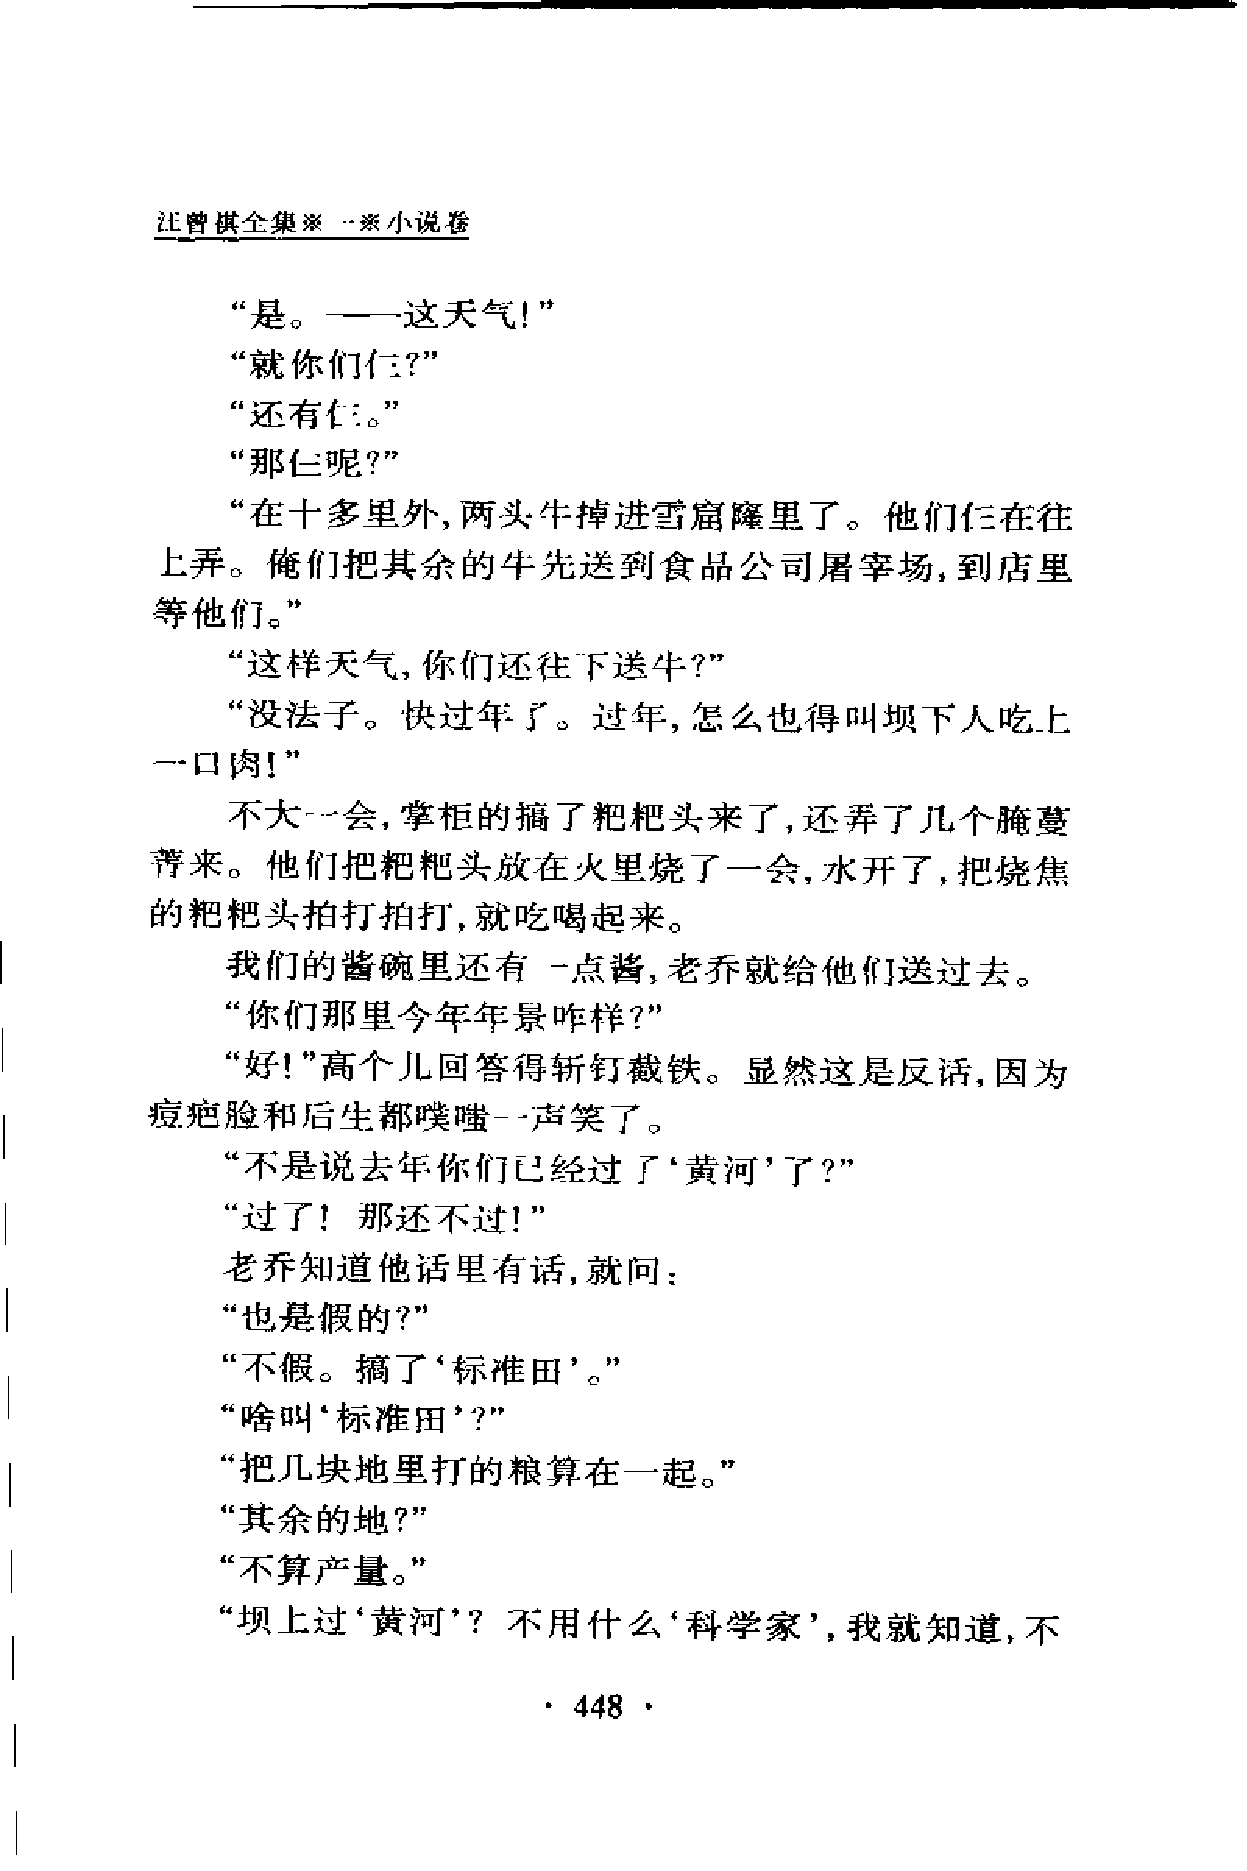 汪曾祺全集※一※小说卷
“是。——这天气!”
“就你们仨?”
“还有仨。”
“那仨呢?”
“在十多里外,两头牛掉进雪窟窿里了。他们仨在往
上弄。俺们把其余的牛先送到食品公司屠宰场,到店里
等他们。”
“这样天气,你们还往下送牛?”
“没法子。快过年了。过年,怎么也得叫坝下人吃上
一口肉!”
不大一会,掌柜的搞了粑粑头来了,还弄了几个腌蔓
菁来。他们把粑粑头放在火里烧了一会,水开了,把烧焦
的粑粑头拍打拍打,就吃喝起来。
我们的酱碗里还有一点酱,老乔就给他们送过去。
“你们那里今年年景咋样?”
“好!”高个儿回答得斩钉截铁。显然这是反话,因为
痘疤脸和后生都噗嗤一声笑了。
“不是说去年你们已经过了‘黄河’了?”
“过了! 那还不过!”
老乔知道他话里有话,就问:
“也是假的?”
“不假。搞了‘标准田’。”
“啥叫‘标准田’?”
“把几块地里打的粮算在一起。”
“其余的地?”
“不算产量。”
“坝上过‘黄河’? 不用什么‘科学家’,我就知道,不
· 448 ·